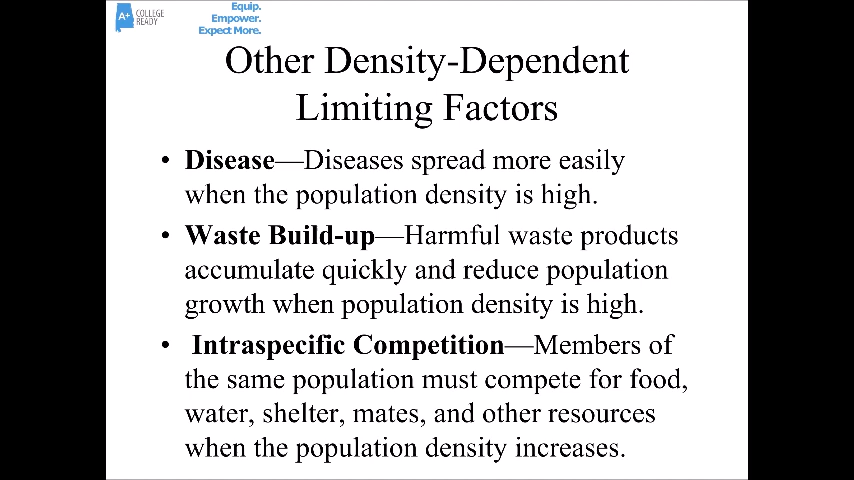 A+ COLLEGE
READY
Equip.
Empower.
Expect More.
Other Density-Dependent
Limiting Factors
• Disease—Diseases spread more easily
when the population density is high.
• Waste Build-up—Harmful waste products
accumulate quickly and reduce population
growth when population density is high.
• Intraspecific Competition—Members of
the same population must compete for food,
water, shelter, mates, and other resources
when the population density increases.